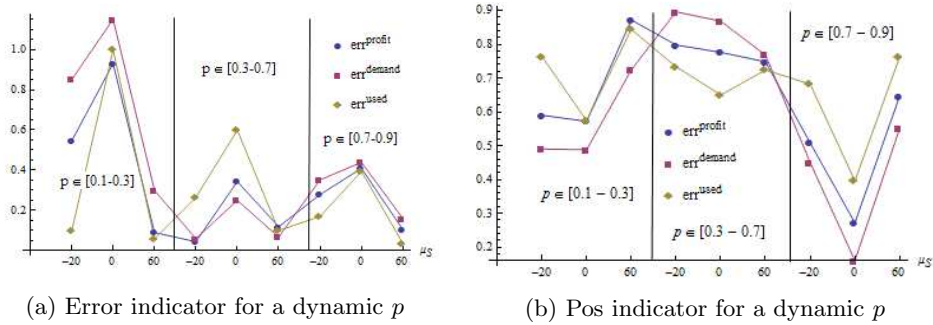 1.0
0.8
0.6
0.4
0.2
p ∈ [0.1-0.3]
p ∈ [0.3-0.7]
p ∈ [0.7-0.9]
err^profit
err^demand
err^used
−20 0 60 −20 0 60 −20 0 60 μ_S
(a) Error indicator for a dynamic p
0.9
0.8
0.7
0.6
0.5
0.4
0.3
0.2
p ∈ [0.1 − 0.3]
p ∈ [0.3 − 0.7]
p ∈ [0.7 − 0.9]
err^profit
err^demand
err^used
−20 0 60 −20 0 60 −20 0 60 μ_S
(b) Pos indicator for a dynamic p